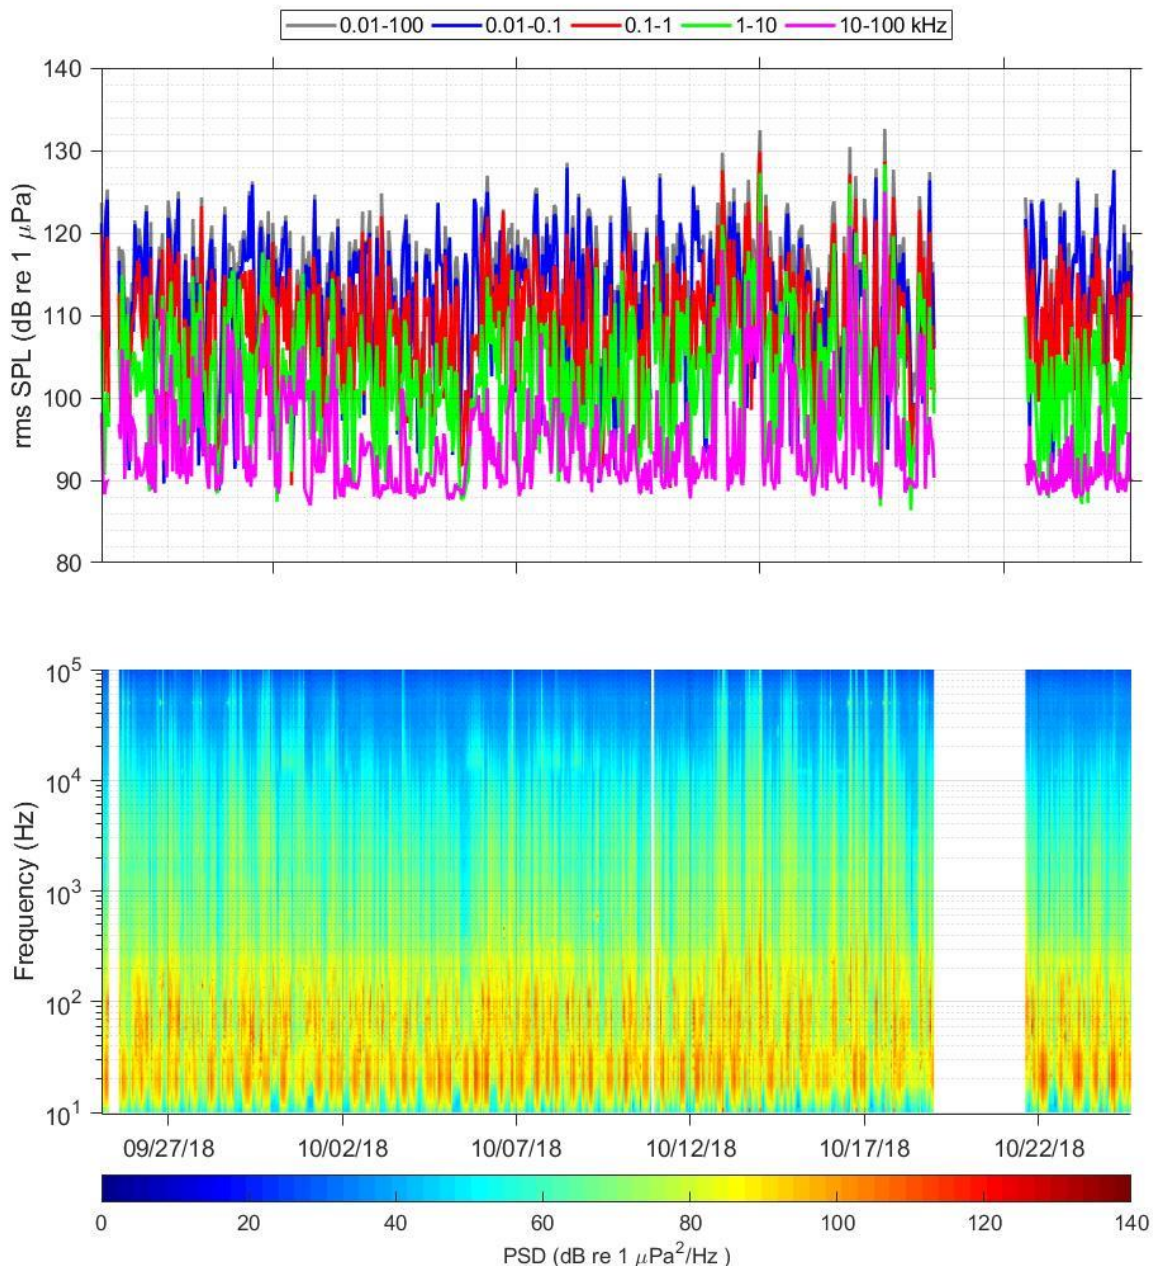 0.01-100 0.01-0.1 0.1-1 1-10 10-100 kHz
140
130
120
110
100
90
80
rms SPL (dB re 1 μPa)
10⁵
10⁴
10³
10²
10¹
Frequency (Hz)
09/27/18 10/02/18 10/07/18 10/12/18 10/17/18 10/22/18
0 20 40 60 80 100 120 140
PSD (dB re 1 μPa²/Hz )